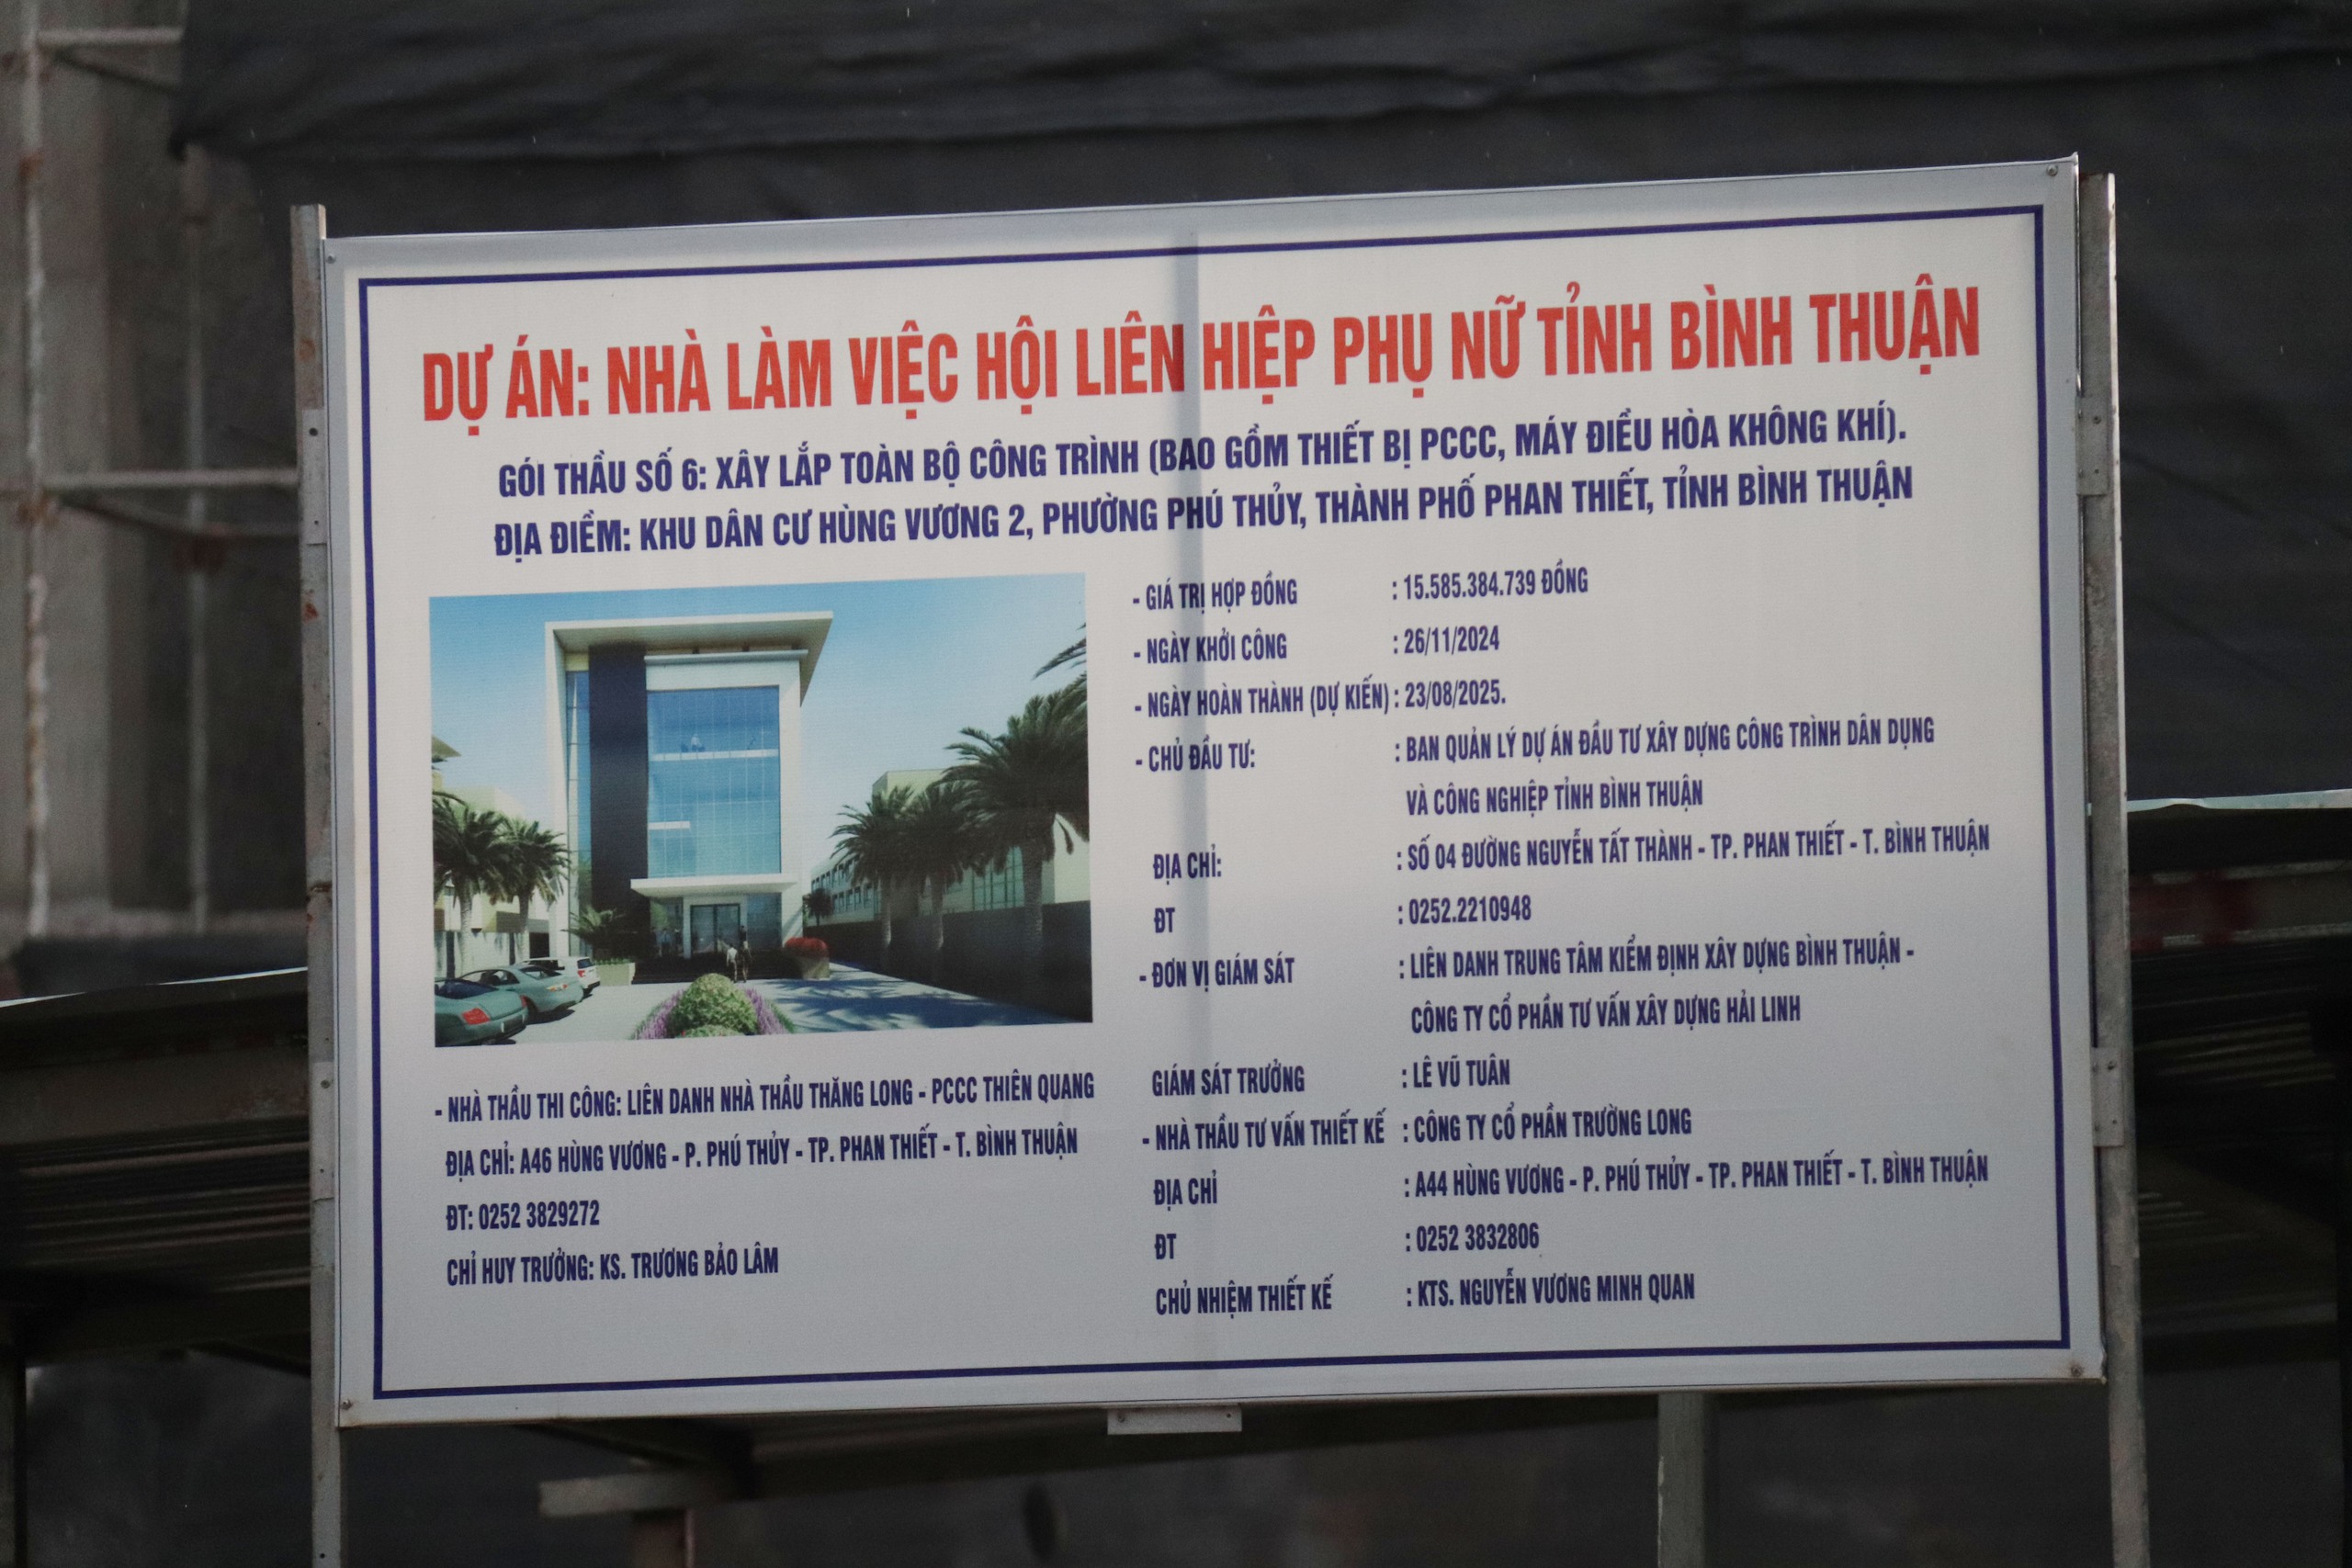 DỰ ÁN: NHÀ LÀM VIỆC HỘI LIÊN HIỆP PHỤ NỮ TỈNH BÌNH THUẬN
GÓI THẦU SỐ 6: XÂY LẮP TOÀN BỘ CÔNG TRÌNH (BAO GỒM THIẾT BỊ PCCC, MÁY ĐIỀU HÒA KHÔNG KHÍ).
ĐỊA ĐIỀM: KHU DÂN CƯ HÙNG VƯƠNG 2, PHƯỜNG PHÚ THỦY, THÀNH PHỐ PHAN THIẾT, TỈNH BÌNH THUẬN
- GIÁ TRỊ HỢP ĐỒNG : 15.585.384.739 ĐỒNG
- NGÀY KHỞI CÔNG : 26/11/2024
- NGÀY HOÀN THÀNH (DỰ KIẾN) : 23/08/2025.
- CHỦ ĐẦU TƯ: : BAN QUẢN LÝ DỰ ÁN ĐẦU TƯ XÂY DỰNG CÔNG TRÌNH DÂN DỤNG
VÀ CÔNG NGHIỆP TỈNH BÌNH THUẬN
ĐỊA CHỈ: : SỐ 04 ĐƯỜNG NGUYỄN TẤT THÀNH - TP. PHAN THIẾT - T. BÌNH THUẬN
ĐT : 0252.2210948
- ĐƠN VỊ GIÁM SÁT : LIÊN DANH TRUNG TÂM KIỂM ĐỊNH XÂY DỰNG BÌNH THUẬN -
CÔNG TY CỔ PHẦN TƯ VẤN XÂY DỰNG HẢI LINH
GIÁM SÁT TRƯỞNG : LÊ VŨ TUÂN
- NHÀ THẦU TƯ VẤN THIẾT KẾ : CÔNG TY CỔ PHẦN TRƯỜNG LONG
ĐỊA CHỈ : A44 HÙNG VƯƠNG - P. PHÚ THỦY - TP. PHAN THIẾT - T. BÌNH THUẬN
ĐT : 0252 3832806
CHỦ NHIỆM THIẾT KẾ : KTS. NGUYỄN VƯƠNG MINH QUAN
- NHÀ THẦU THI CÔNG: LIÊN DANH NHÀ THẦU THĂNG LONG - PCCC THIÊN QUANG
ĐỊA CHỈ: A46 HÙNG VƯƠNG - P. PHÚ THỦY - TP. PHAN THIẾT - T. BÌNH THUẬN
ĐT: 0252 3829272
CHỈ HUY TRƯỞNG: KS. TRƯƠNG BẢO LÂM